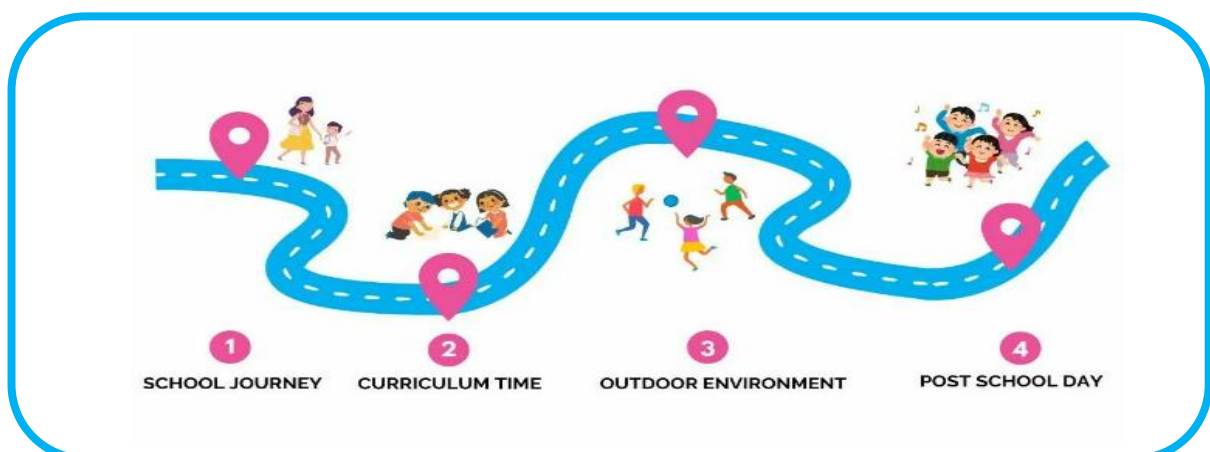 1
SCHOOL JOURNEY
2
CURRICULUM TIME
3
OUTDOOR ENVIRONMENT
4
POST SCHOOL DAY